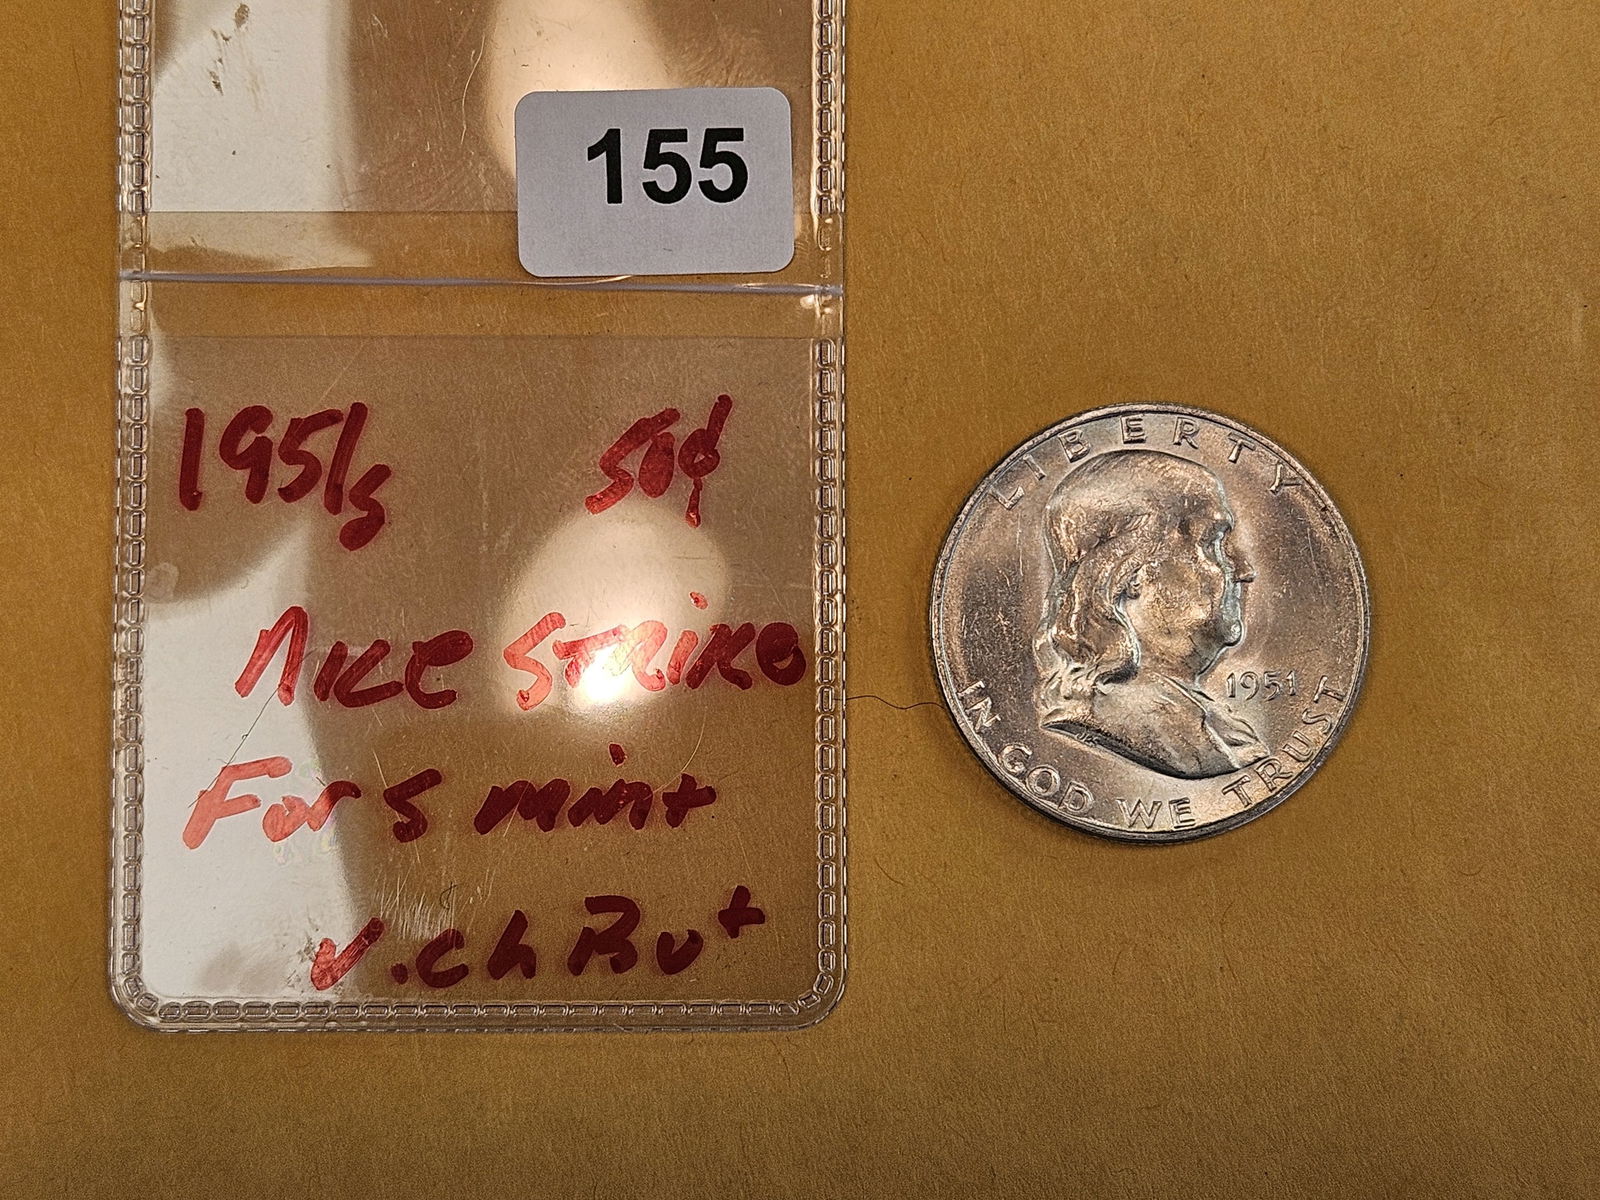 155
1951/s 50¢
Nice Strike
For S mint
V. Ch BU+
LIBERTY
1951
IN GOD WE TRUST